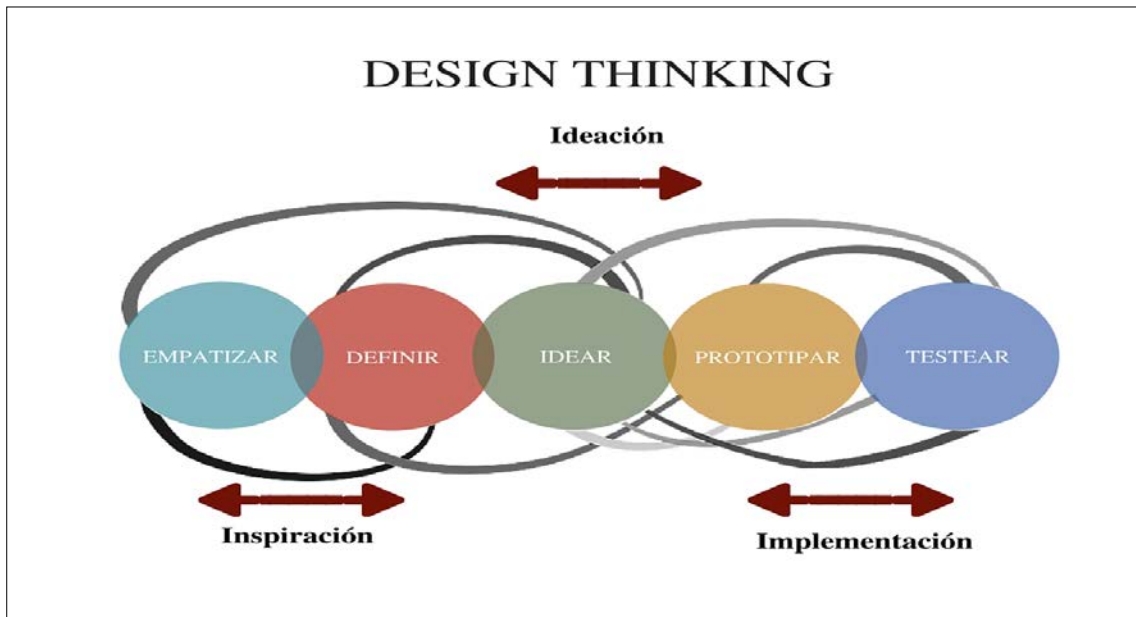 DESIGN THINKING
Ideación
EMPATIZAR
DEFINIR
IDEAR
PROTOTIPAR
TESTEAR
Inspiración
Implementación